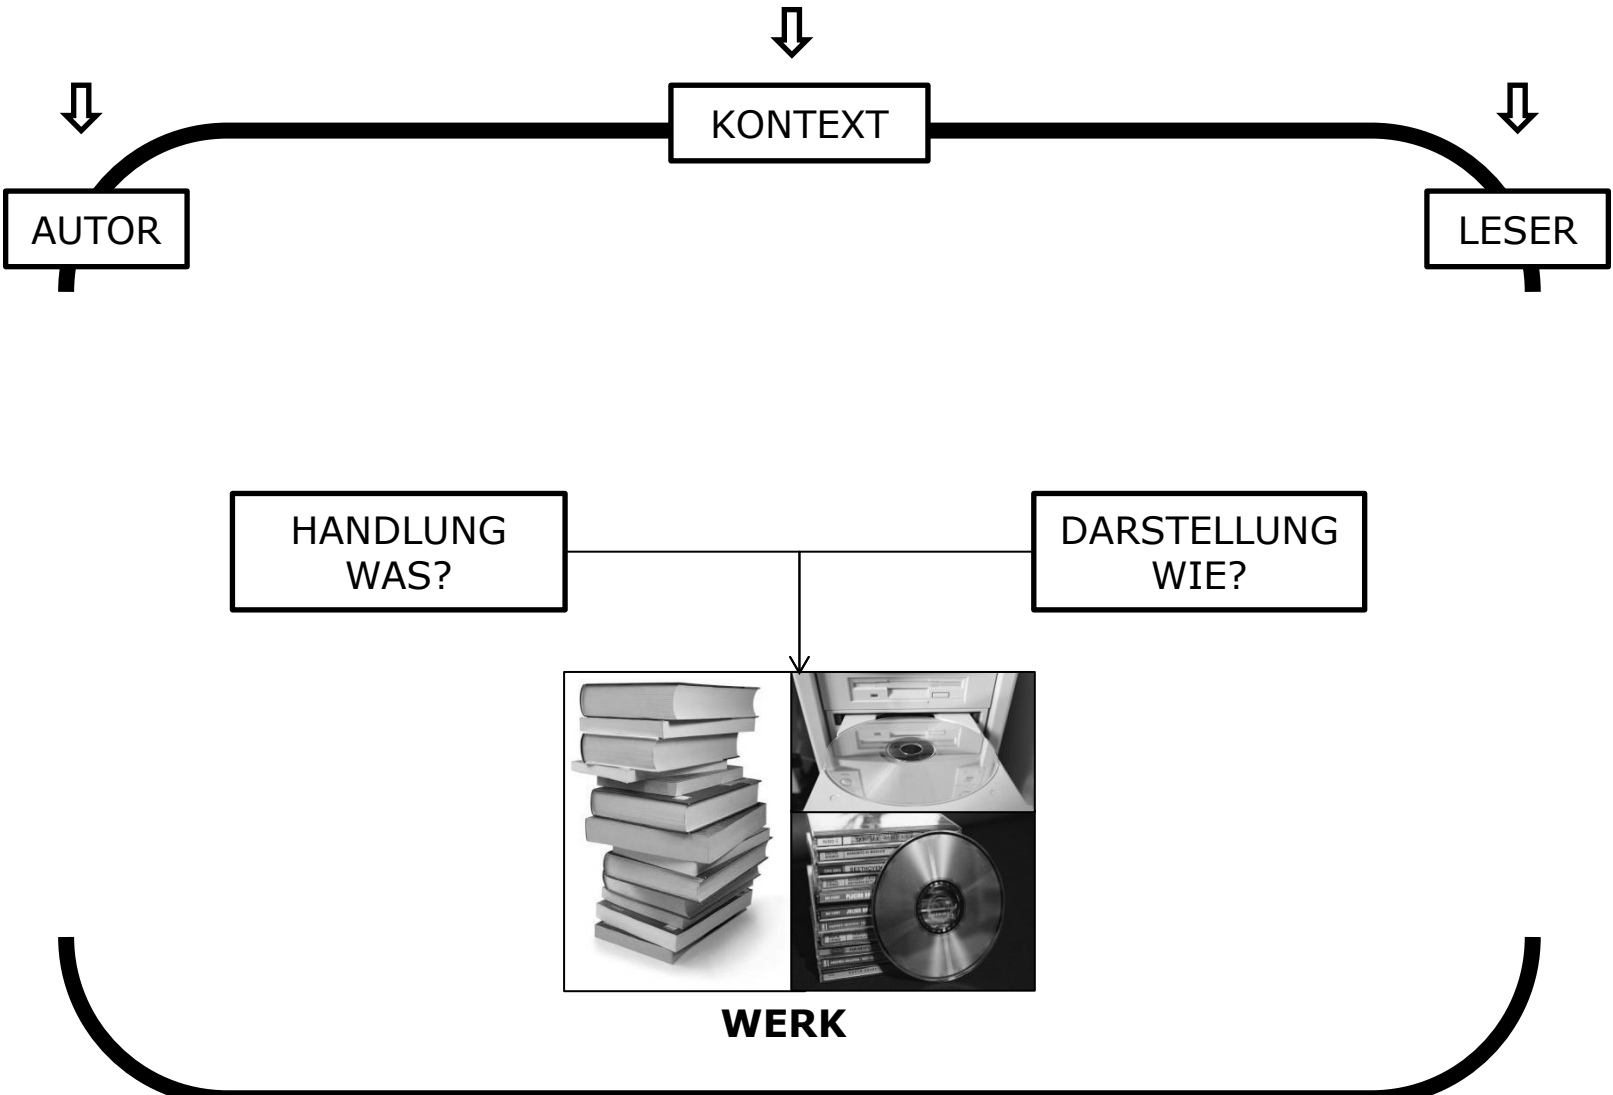 KONTEXT
AUTOR
LESER
HANDLUNG
WAS?
DARSTELLUNG
WIE?
WERK